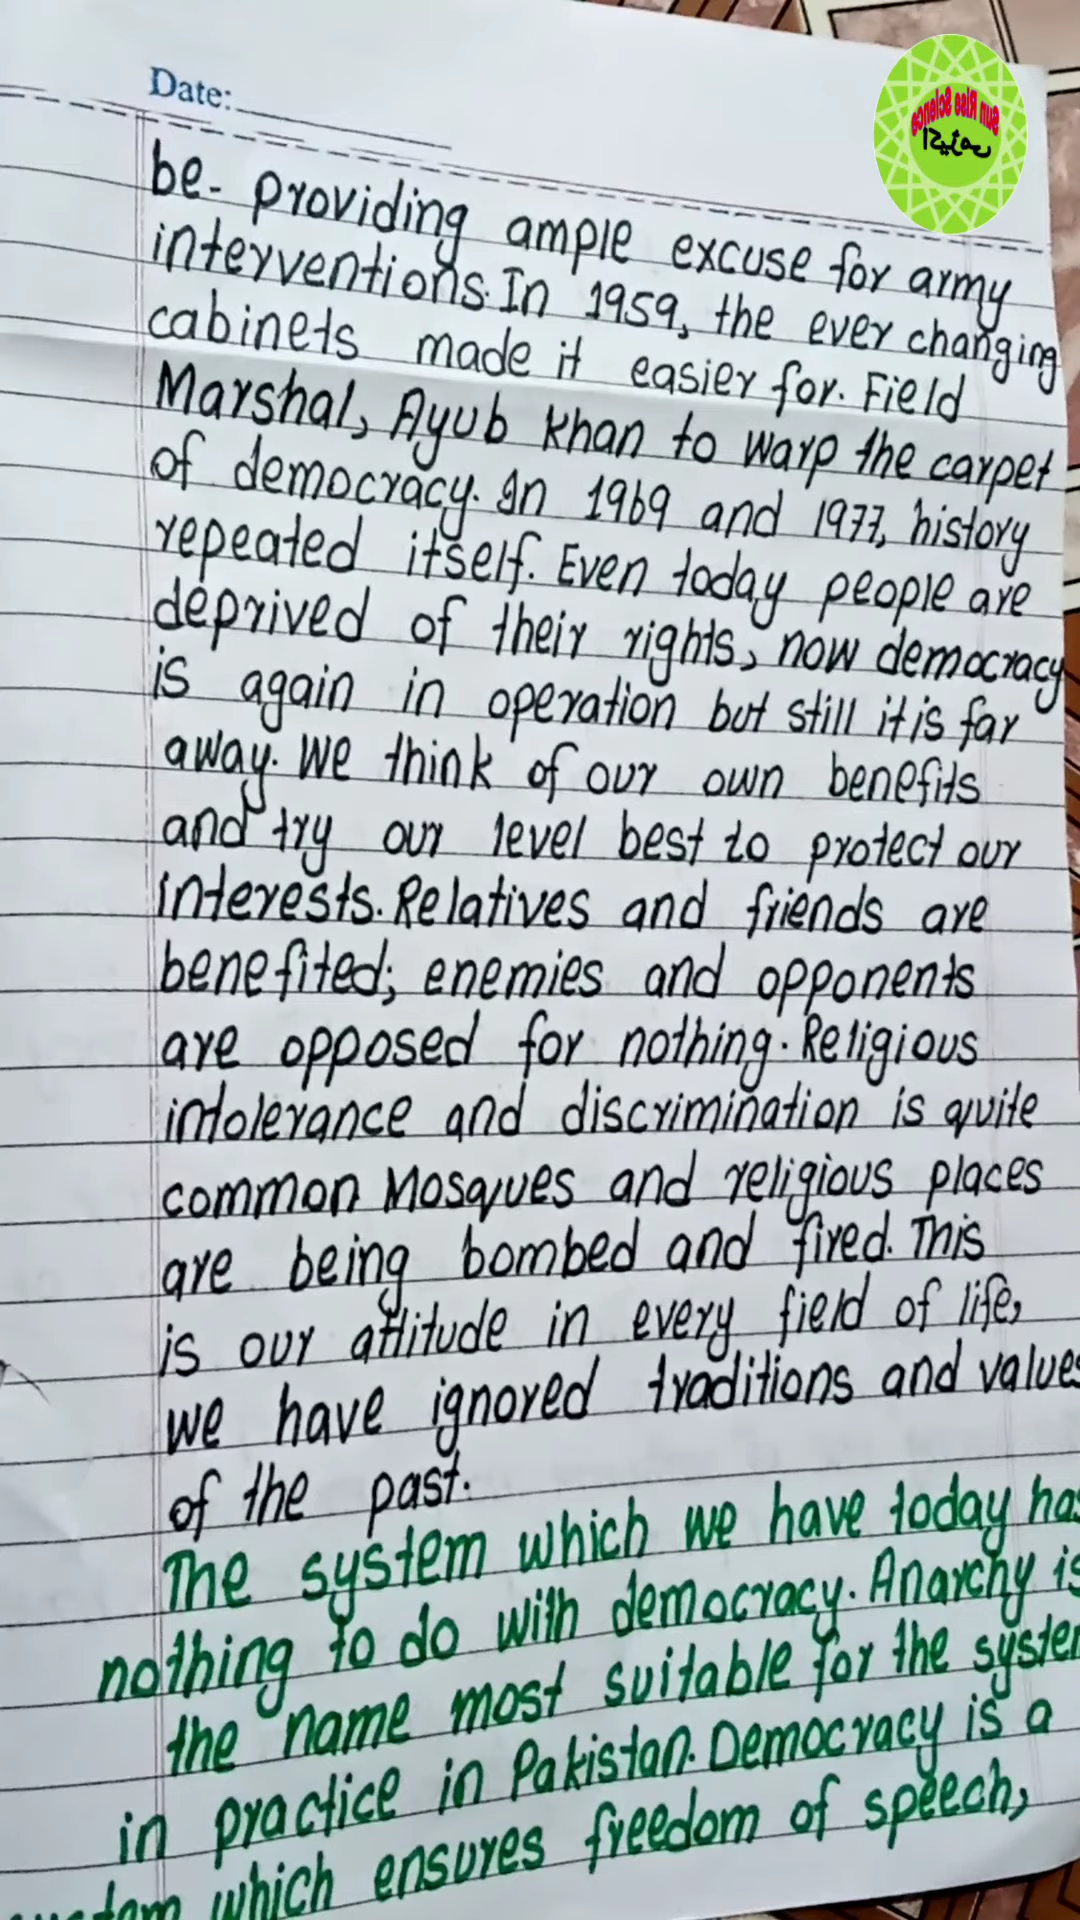 Date:
Sun Rise Science
اکیڈمی
be- providing ample excuse for army
interventions. In 1959, the ever changing
cabinets made it easier for. Field
Marshal, Ayub khan to warp the carpet
of democracy. In 1969 and 1977, history
repeated itself. Even today people are
deprived of their rights, now democracy
is again in operation but still it is far
away. We think of our own benefits
and try our level best to protect our
interests. Relatives and friends are
benefited; enemies and opponents
are opposed for nothing. Religious
intolerance and discrimination is quite
common Mosques and religious places
are being bombed and fired. This
is our attitude in every field of life,
we have ignored traditions and values
of the past.
The system which we have today has
nothing to do with democracy. Anarchy is
the name most suitable for the system
in practice in Pakistan. Democracy is a
which ensures freedom of speech,